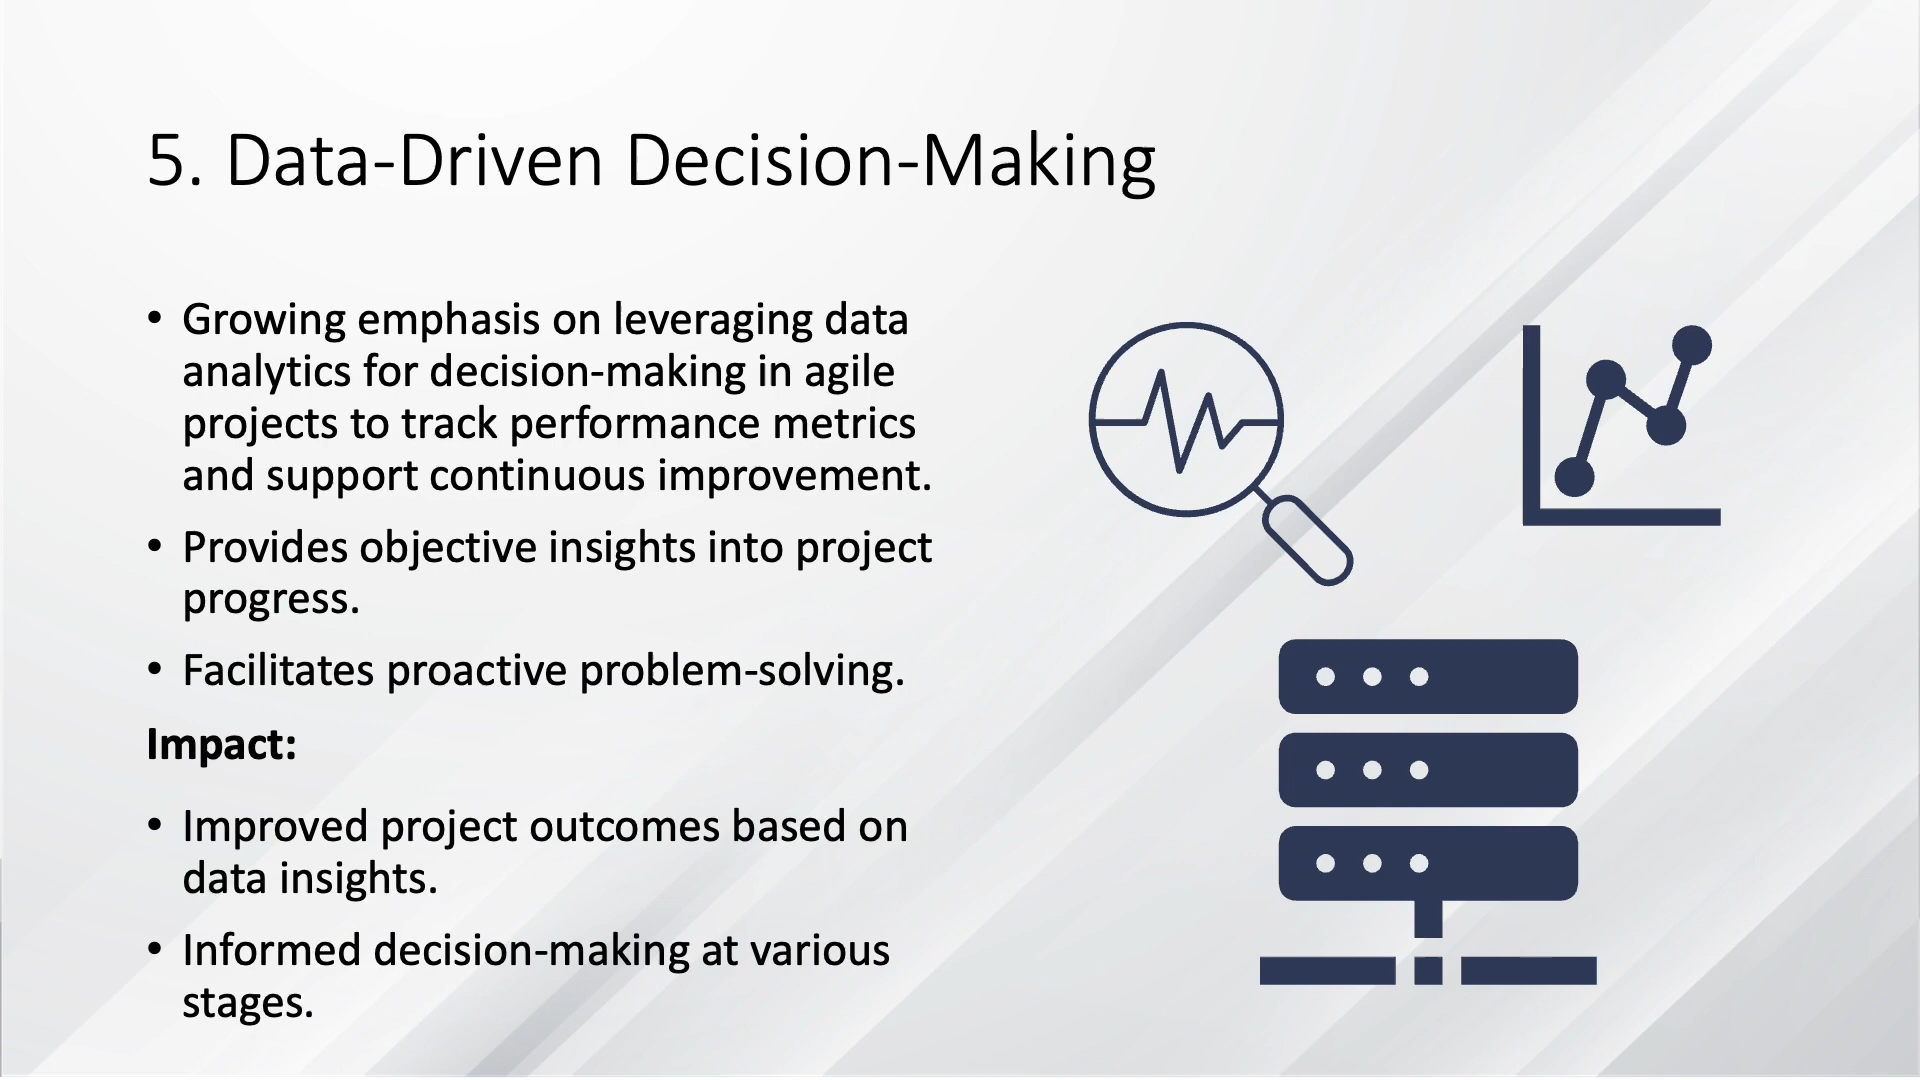 5. Data-Driven Decision-Making
• Growing emphasis on leveraging data
analytics for decision-making in agile
projects to track performance metrics
and support continuous improvement.
• Provides objective insights into project
progress.
• Facilitates proactive problem-solving.
Impact:
• Improved project outcomes based on
data insights.
• Informed decision-making at various
stages.